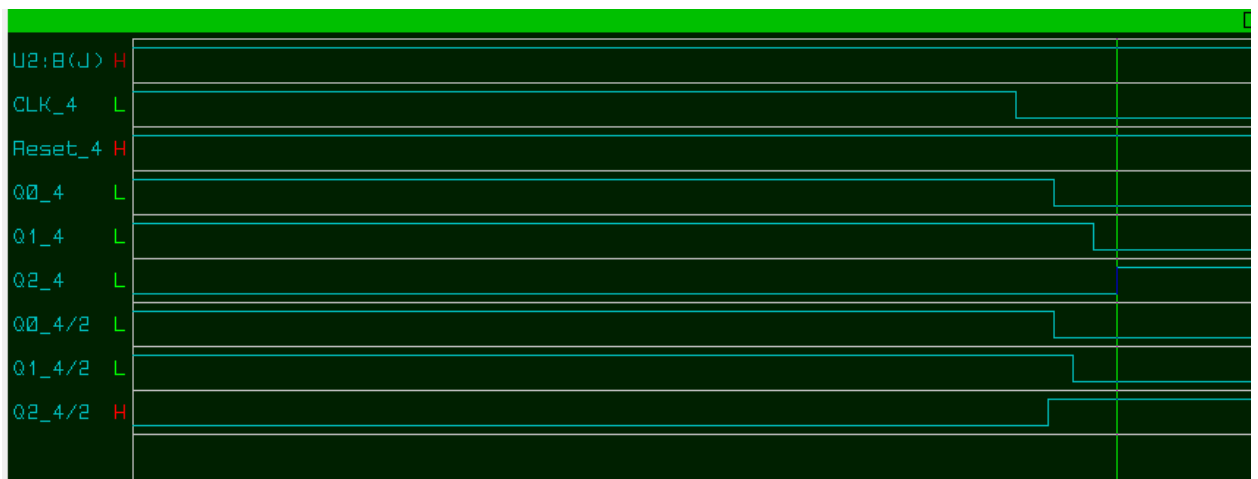 U2:B(J) H
CLK_4 L
Reset_4 H
Q0_4 L
Q1_4 L
Q2_4 L
Q0_4/2 L
Q1_4/2 L
Q2_4/2 H